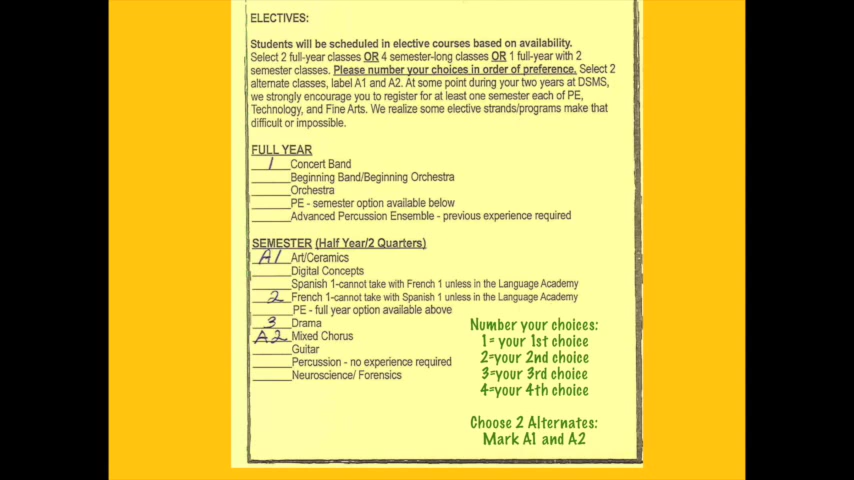 ELECTIVES:
Students will be scheduled in elective courses based on availability.
Select 2 full-year classes OR 4 semester-long classes OR 1 full-year with 2
semester classes. Please number your choices in order of preference. Select 2
alternate classes, label A1 and A2. At some point during your two years at DSMS,
we strongly encourage you to register for at least one semester each of PE,
Technology, and Fine Arts. We realize some elective strands/programs make that
difficult or impossible.
FULL YEAR
1 Concert Band
Beginning Band/Beginning Orchestra
Orchestra
PE - semester option available below
Advanced Percussion Ensemble - previous experience required
SEMESTER (Half Year/2 Quarters)
A1 Art/Ceramics
Digital Concepts
Spanish 1-cannot take with French 1 unless in the Language Academy
2 French 1-cannot take with Spanish 1 unless in the Language Academy
PE - full year option available above
3 Drama
A2 Mixed Chorus
Guitar
Percussion - no experience required
Neuroscience/ Forensics
Number your choices:
1= your 1st choice
2=your 2nd choice
3=your 3rd choice
4=your 4th choice
Choose 2 Alternates:
Mark A1 and A2